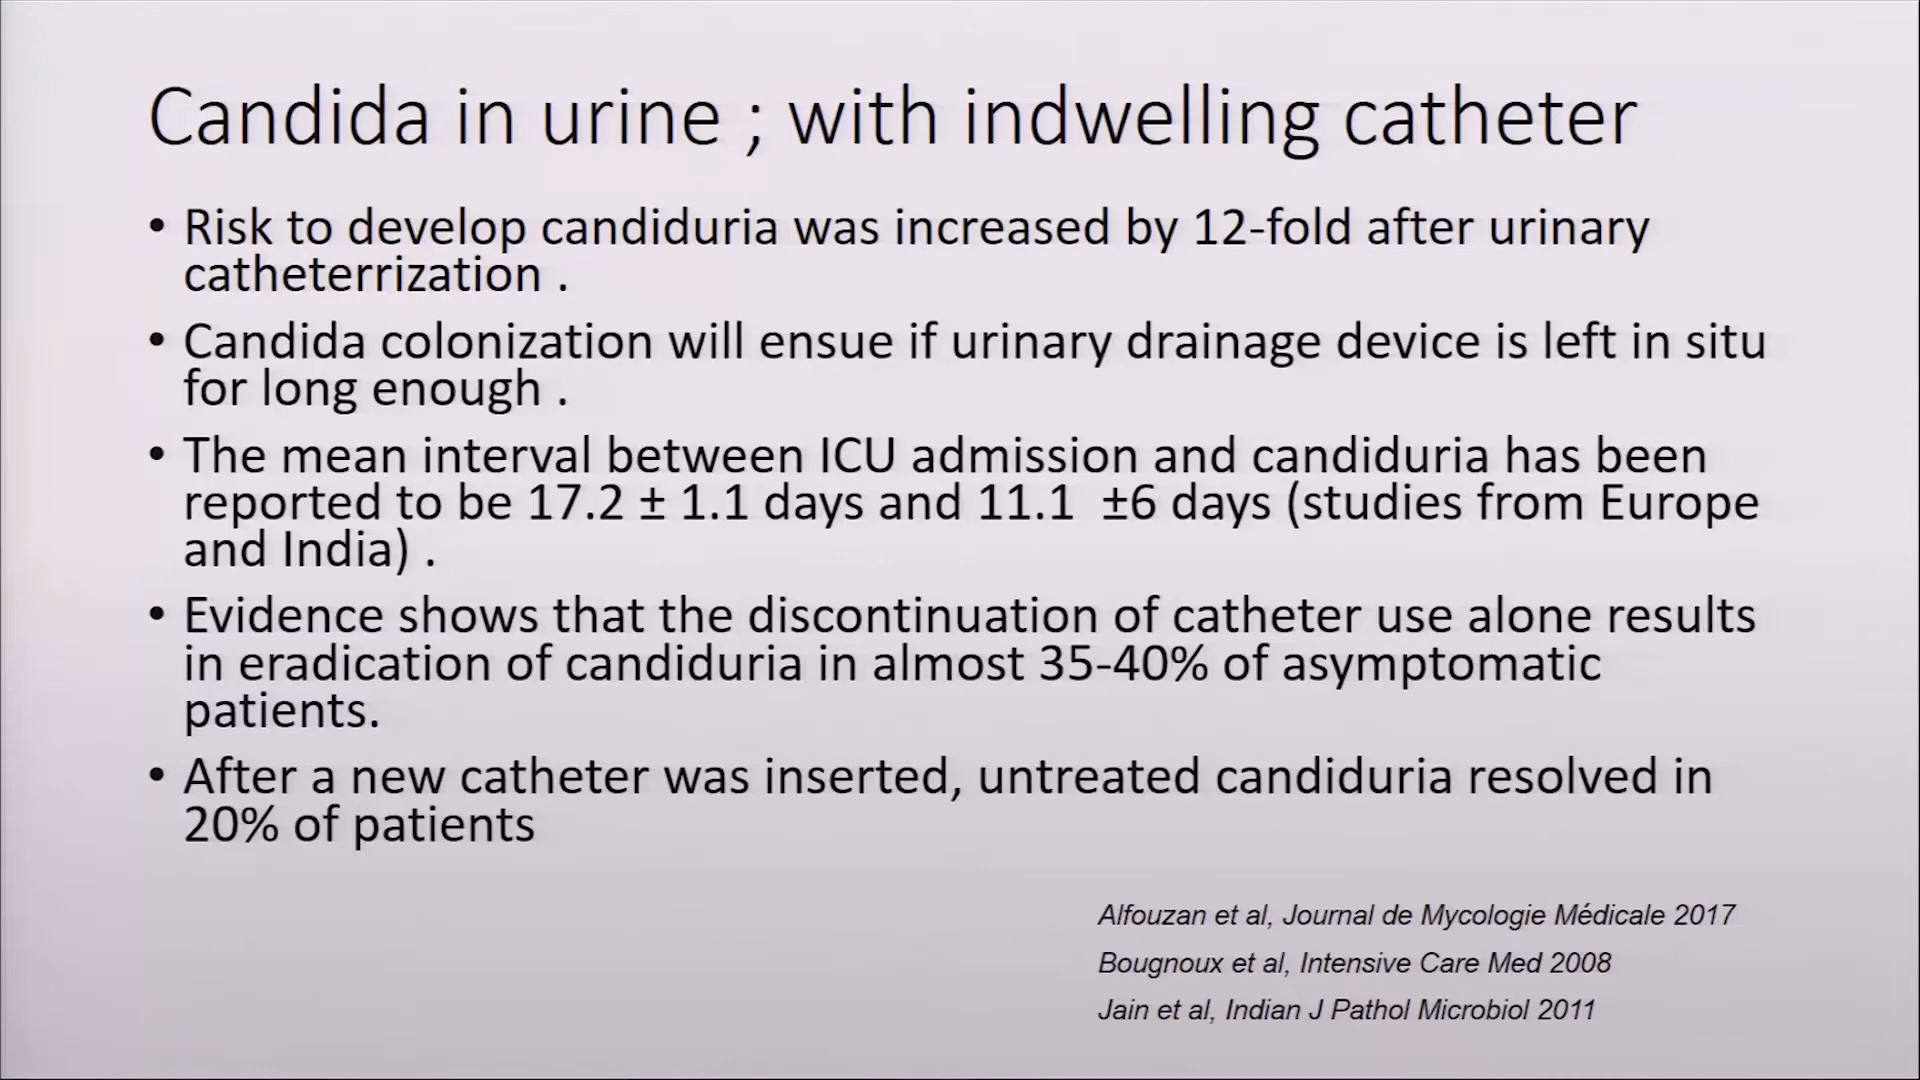 Candida in urine ; with indwelling catheter
• Risk to develop candiduria was increased by 12-fold after urinary
catheterrization .
• Candida colonization will ensue if urinary drainage device is left in situ
for long enough .
• The mean interval between ICU admission and candiduria has been
reported to be 17.2 ± 1.1 days and 11.1  ±6 days (studies from Europe
and India) .
• Evidence shows that the discontinuation of catheter use alone results
in eradication of candiduria in almost 35-40% of asymptomatic
patients.
• After a new catheter was inserted, untreated candiduria resolved in
20% of patients
Alfouzan et al, Journal de Mycologie Médicale 2017
Bougnoux et al, Intensive Care Med 2008
Jain et al, Indian J Pathol Microbiol 2011